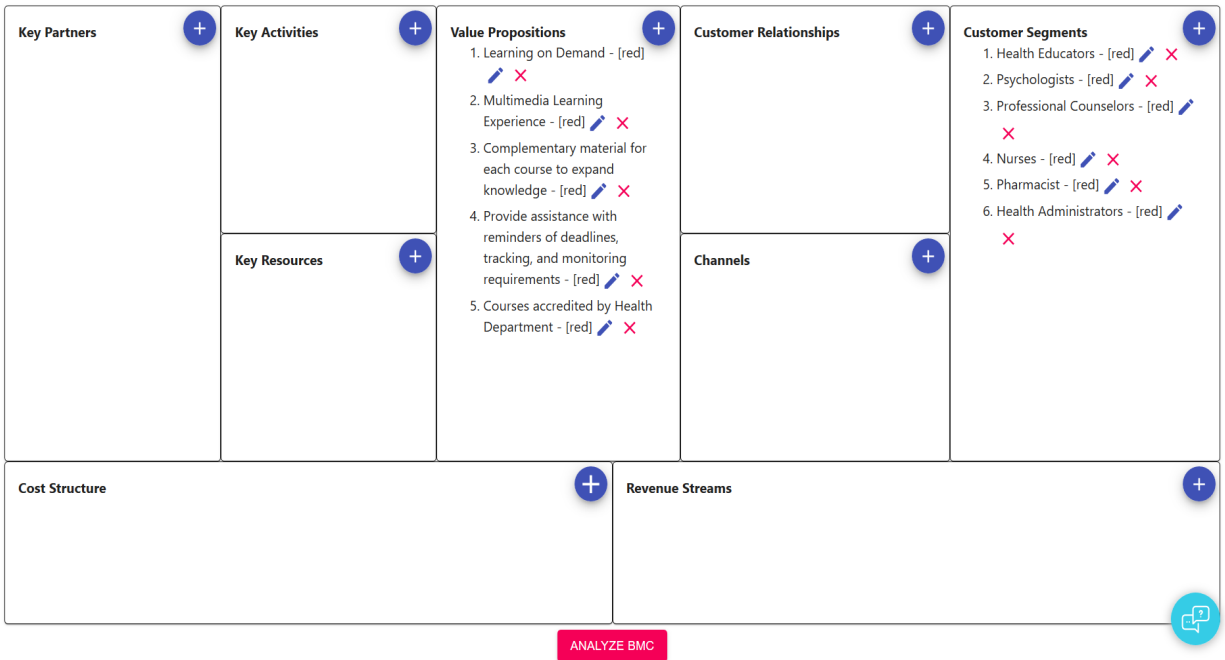 Key Partners
Key Activities
Value Propositions
1. Learning on Demand - [red]
2. Multimedia Learning
Experience - [red]
3. Complementary material for
each course to expand
knowledge - [red]
4. Provide assistance with
reminders of deadlines,
tracking, and monitoring
requirements - [red]
5. Courses accredited by Health
Department - [red]
Customer Relationships
Customer Segments
1. Health Educators - [red]
2. Psychologists - [red]
3. Professional Counselors - [red]
4. Nurses - [red]
5. Pharmacist - [red]
6. Health Administrators - [red]
Key Resources
Channels
Cost Structure
Revenue Streams
ANALYZE BMC